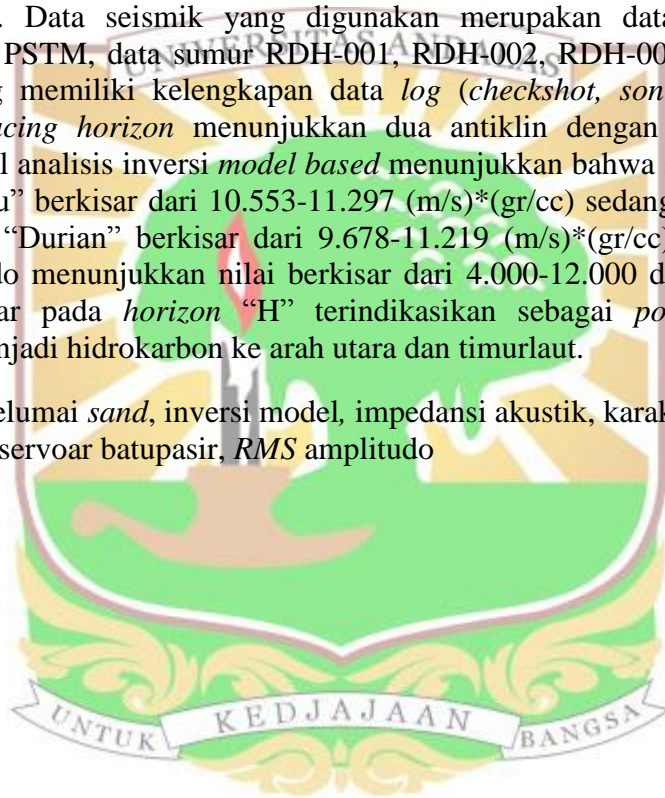 . Data seismik yang digunakan merupakan data
PSTM, data sumur RDH-001, RDH-002, RDH-00
memiliki kelengkapan data log (checkshot, son
acing horizon menunjukkan dua antiklin dengan
l analisis inversi model based menunjukkan bahwa
u” berkisar dari 10.553-11.297 (m/s)*(gr/cc) sedang
“Durian” berkisar dari 9.678-11.219 (m/s)*(gr/cc)
do menunjukkan nilai berkisar dari 4.000-12.000 d
ar pada horizon “H” terindikasikan sebagai po
njadi hidrokarbon ke arah utara dan timurlaut.
elumai sand, inversi model, impedansi akustik, karak
servoar batupasir, RMS amplitudo
UNIVERSITAS ANDALAS
UNTUK KEDJAJAAN BANGSA